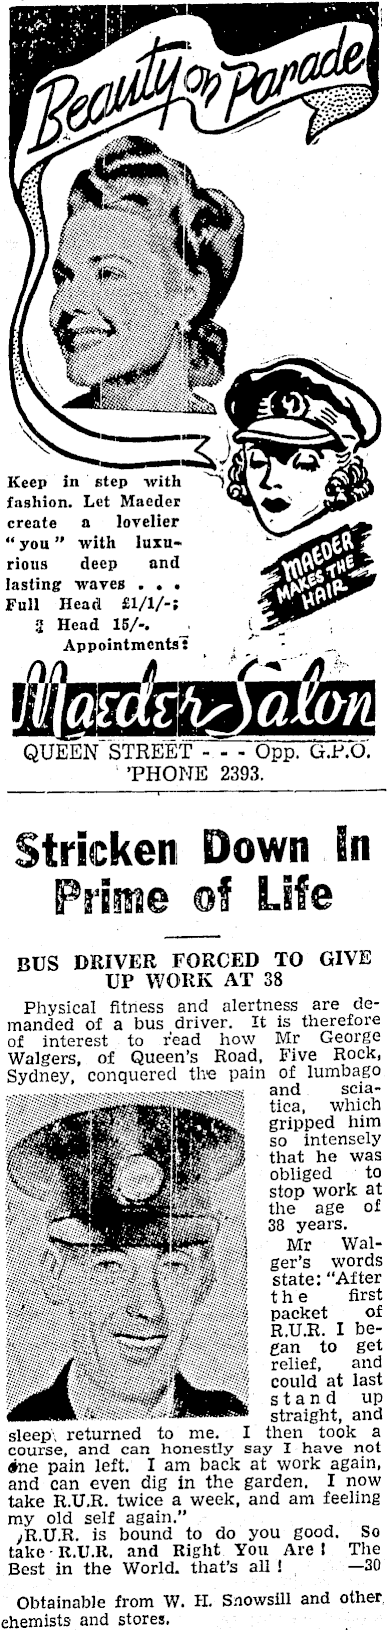 Beauty on Parade
Keep in step with
fashion. Let Maeder
create a lovelier
"you" with luxu-
rious deep and
lasting waves . . .
Full Head £1/1/-;
¾ Head 15/-.
Appointments:
MAEDER
MAKES THE
HAIR
Maeder Salon
QUEEN STREET - - - Opp. G.P.O.
'PHONE 2393.
Stricken Down In
Prime of Life
BUS DRIVER FORCED TO GIVE
UP WORK AT 38
Physical fitness and alertness are de-
manded of a bus driver. It is therefore
of interest to read how Mr George
Walgers, of Queen's Road, Five Rock,
Sydney, conquered the pain of lumbago
and scia-
tica, which
gripped him
so intensely
that he was
obliged to
stop work at
the age of
38 years.
Mr Wal-
ger's words
state: "After
the first
packet of
R.U.R. I be-
gan to get
relief, and
could at last
stand up
straight, and
sleep returned to me. I then took a
course, and can honestly say I have not
one pain left. I am back at work again,
and can even dig in the garden. I now
take R.U.R. twice a week, and am feeling
my old self again."
R.U.R. is bound to do you good. So
take R.U.R. and Right You Are! The
Best in the World. that's all! —30
Obtainable from W. H. Snowsill and other
chemists and stores.